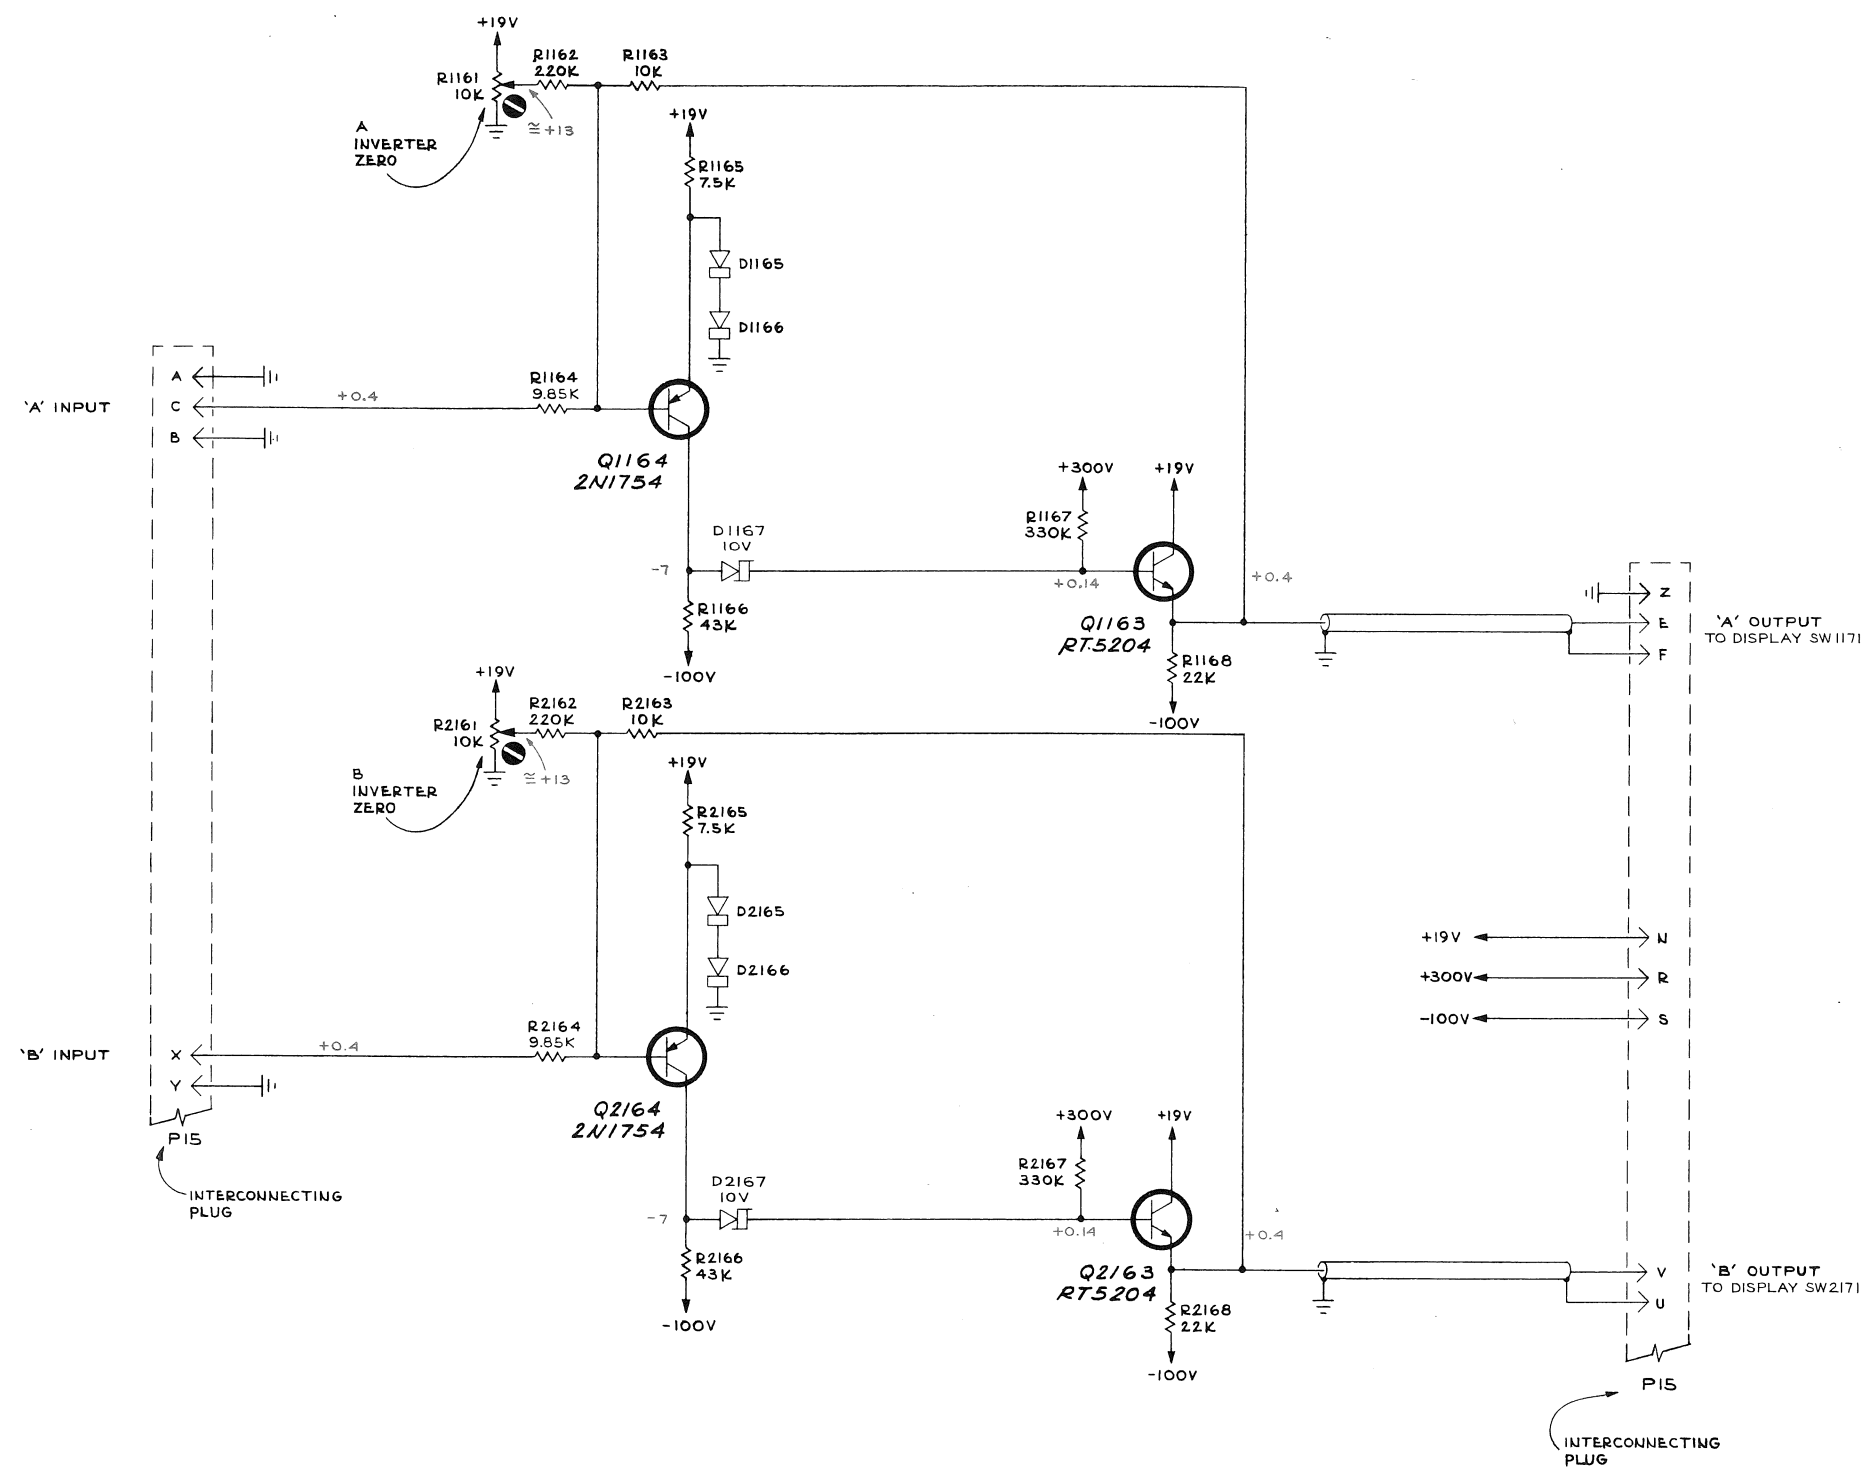 +19V
R1161
10K
R1162
220K
R1163
10K
≅+13
A
INVERTER
ZERO
+19V
R1165
7.5K
D1165
D1166
'A' INPUT
A
C
B
+0.4
R1164
9.85K
Q1164
2N1754
D1167
10V
-7
R1166
43K
-100V
+300V
+19V
R1167
330K
+0.14
+0.4
Q1163
RT5204
R1168
22K
-100V
Z
E
F
'A' OUTPUT
TO DISPLAY SW1171
+19V
R2161
10K
R2162
220K
R2163
10K
≅+13
B
INVERTER
ZERO
+19V
R2165
7.5K
D2165
D2166
+19V
N
+300V
R
-100V
S
'B' INPUT
X
Y
P15
INTERCONNECTING
PLUG
+0.4
R2164
9.85K
Q2164
2N1754
D2167
10V
-7
R2166
43K
-100V
+300V
+19V
R2167
330K
+0.14
+0.4
Q2163
RT5204
R2168
22K
-100V
V
U
'B' OUTPUT
TO DISPLAY SW2171
P15
INTERCONNECTING
PLUG